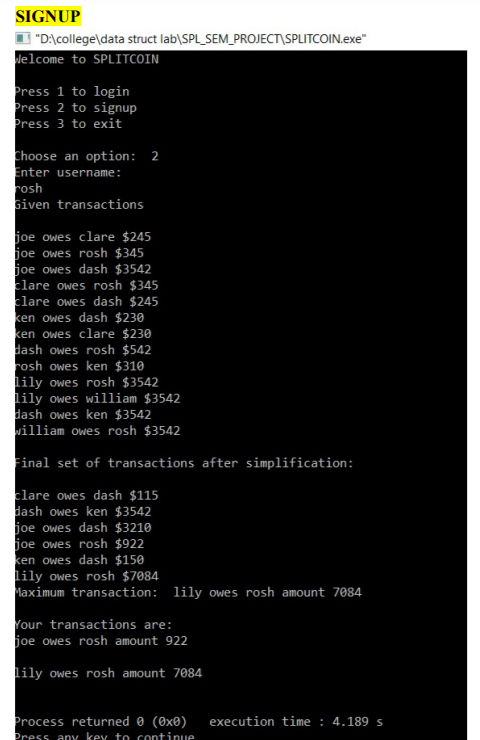 SIGNUP
"D:\college\data struct lab\SPL_SEM_PROJECT\SPLITCOIN.exe"
Welcome to SPLITCOIN
Press 1 to login
Press 2 to signup
Press 3 to exit
Choose an option:  2
Enter username:
rosh
Given transactions
joe owes clare $245
joe owes rosh $345
joe owes dash $3542
clare owes rosh $345
clare owes dash $245
ken owes dash $230
ken owes clare $230
dash owes rosh $542
rosh owes ken $310
lily owes rosh $3542
lily owes william $3542
dash owes ken $3542
william owes rosh $3542
Final set of transactions after simplification:
clare owes dash $115
dash owes ken $3542
joe owes dash $3210
joe owes rosh $922
ken owes dash $150
lily owes rosh $7084
Maximum transaction:  lily owes rosh amount 7084
Your transactions are:
joe owes rosh amount 922
lily owes rosh amount 7084
Process returned 0 (0x0)   execution time : 4.189 s
Press any key to continue